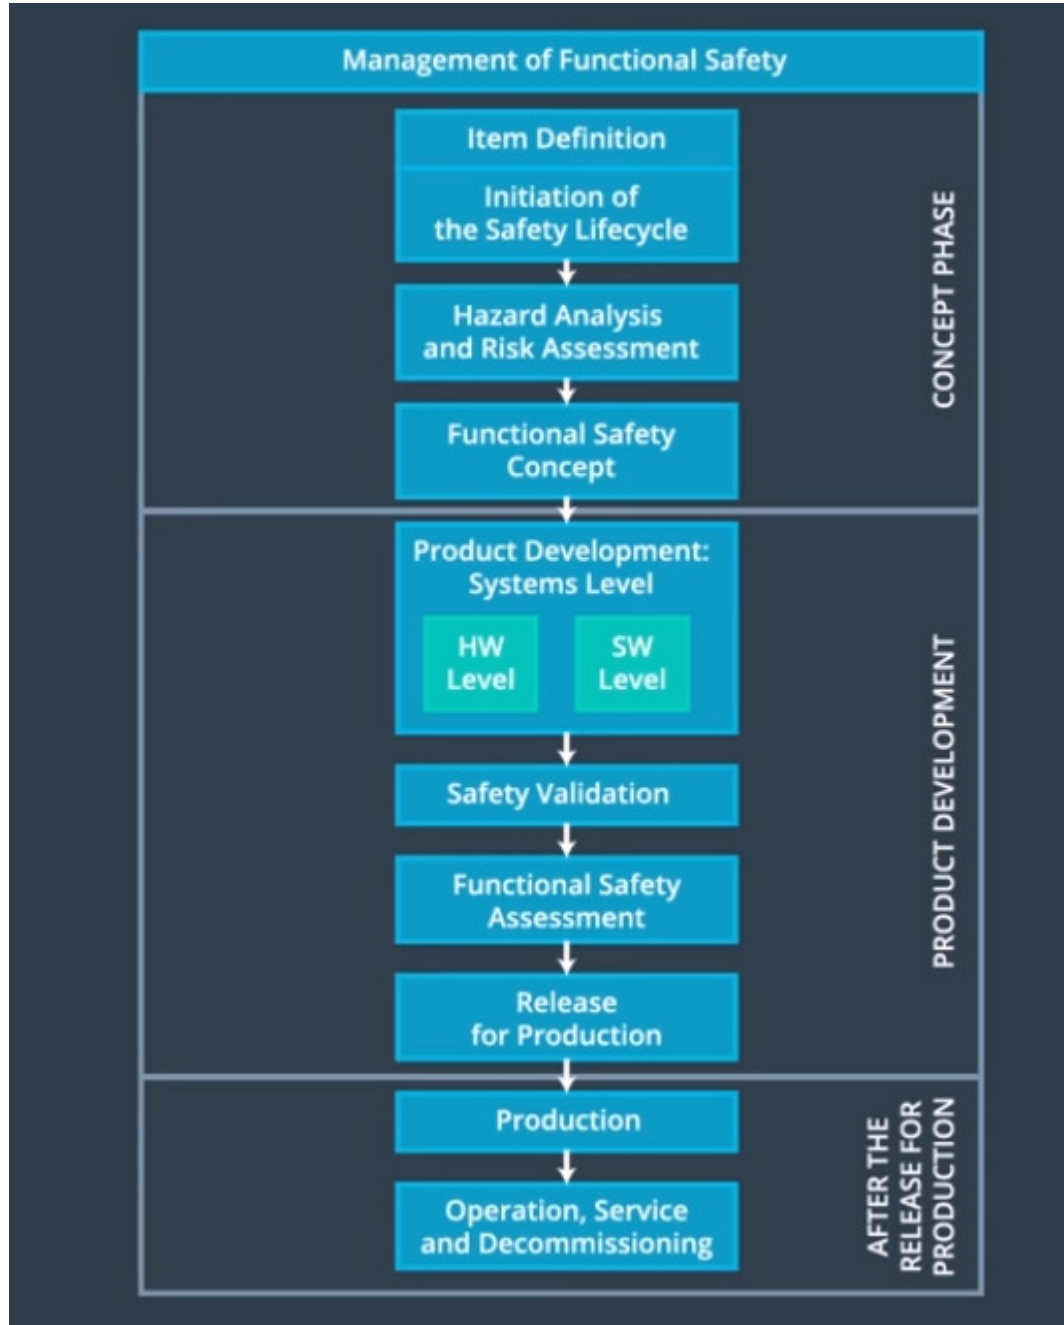 Management of Functional Safety
Item Definition
Initiation of
the Safety Lifecycle
Hazard Analysis
and Risk Assessment
Functional Safety
Concept
CONCEPT PHASE
Product Development:
Systems Level
HW
Level
SW
Level
Safety Validation
Functional Safety
Assessment
Release
for Production
PRODUCT DEVELOPMENT
Production
Operation, Service
and Decommissioning
AFTER THE
RELEASE FOR
PRODUCTION